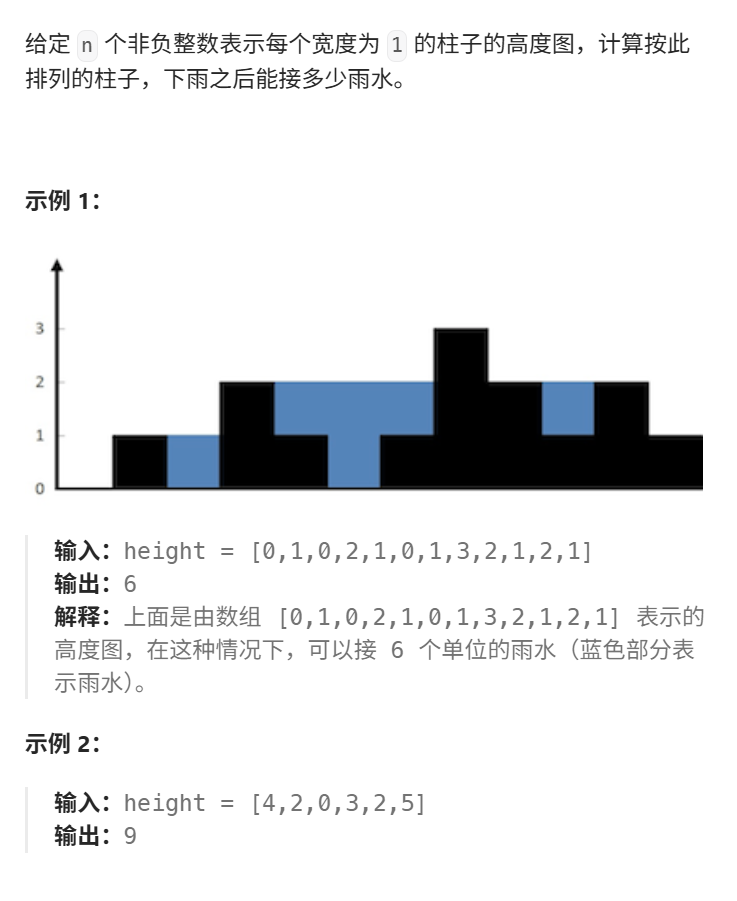 给定 n 个非负整数表示每个宽度为 1 的柱子的高度图，计算按此
排列的柱子，下雨之后能接多少雨水。
示例 1：
3
2
1
0
输入：height = [0,1,0,2,1,0,1,3,2,1,2,1]
输出：6
解释：上面是由数组 [0,1,0,2,1,0,1,3,2,1,2,1] 表示的
高度图，在这种情况下，可以接 6 个单位的雨水（蓝色部分表
示雨水）。
示例 2：
输入：height = [4,2,0,3,2,5]
输出：9